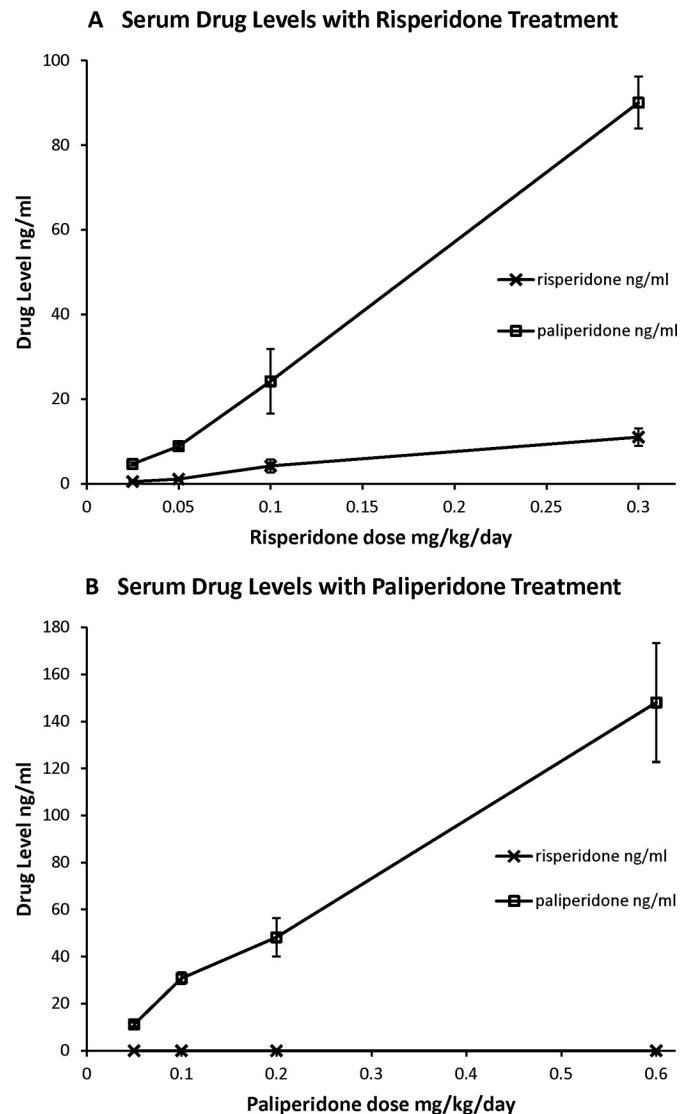 A Serum Drug Levels with Risperidone Treatment
100
80
60
40
20
0
Drug Level ng/ml
risperidone ng/ml
paliperidone ng/ml
0 0.05 0.1 0.15 0.2 0.25 0.3
Risperidone dose mg/kg/day
B Serum Drug Levels with Paliperidone Treatment
180
160
140
120
100
80
60
40
20
0
Drug Level ng/ml
risperidone ng/ml
paliperidone ng/ml
0 0.1 0.2 0.3 0.4 0.5 0.6
Paliperidone dose mg/kg/day